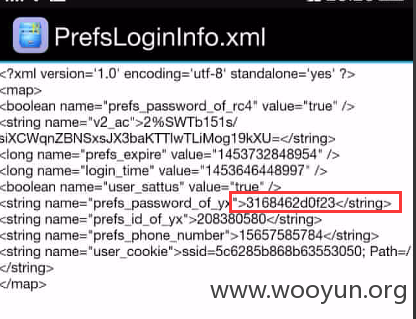 PrefsLoginInfo.xml
<?xml version='1.0' encoding='utf-8' standalone='yes' ?>
<map>
<boolean name="prefs_password_of_rc4" value="true" />
<string name="v2_ac">2%SWTb151s/
siXCWqnZBNSxsJX3baKTTlwTLiMog19kXU=</string>
<long name="prefs_expire" value="1453732848954" />
<long name="login_time" value="1453646448997" />
<boolean name="user_sattus" value="true" />
<string name="prefs_password_of_yx">3168462d0f23</string>
<string name="prefs_id_of_yx">208380580</string>
<string name="prefs_phone_number">15657585784</string>
<string name="user_cookie">ssid=5c6285b868b63553050; Path=/
</string>
</map>
www.wooyun.org